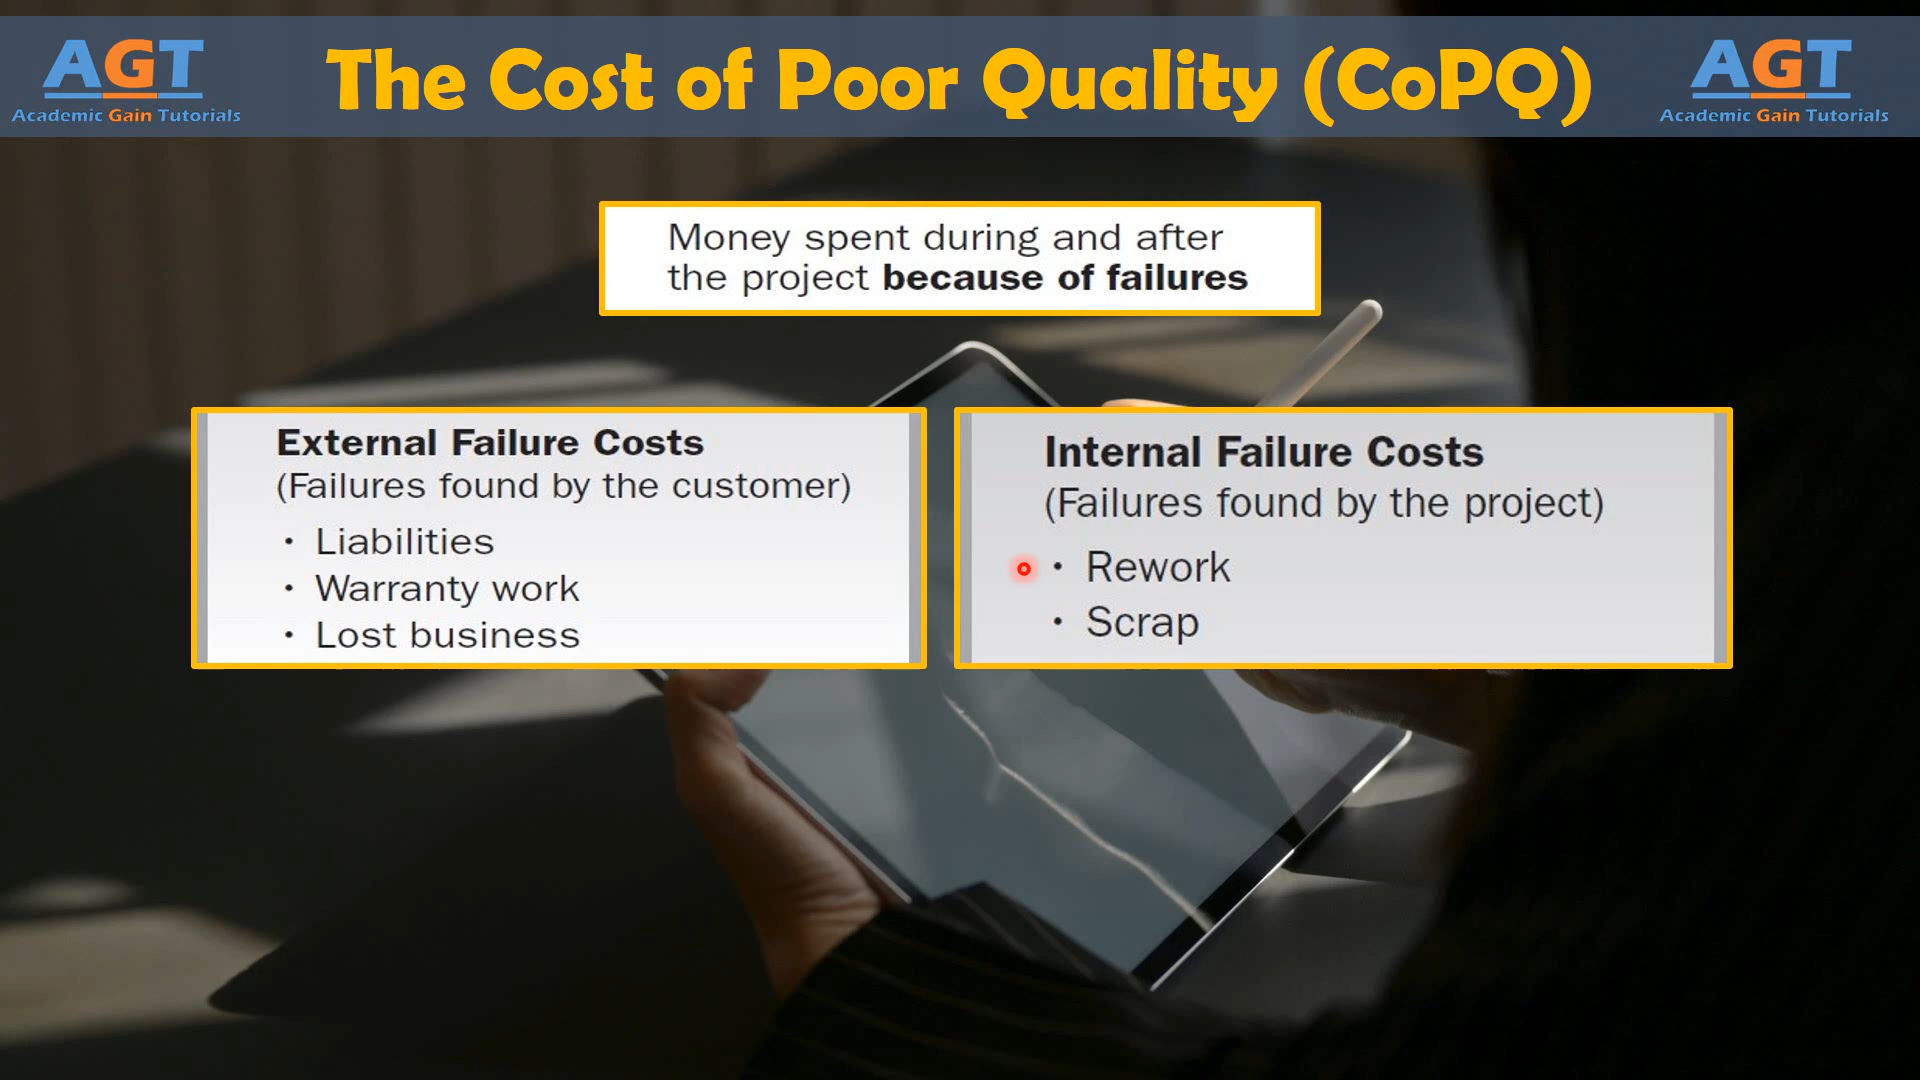 AGT
Academic Gain Tutorials
The Cost of Poor Quality (CoPQ)
AGT
Academic Gain Tutorials
Money spent during and after
the project because of failures
External Failure Costs
(Failures found by the customer)
• Liabilities
• Warranty work
• Lost business
Internal Failure Costs
(Failures found by the project)
• Rework
• Scrap